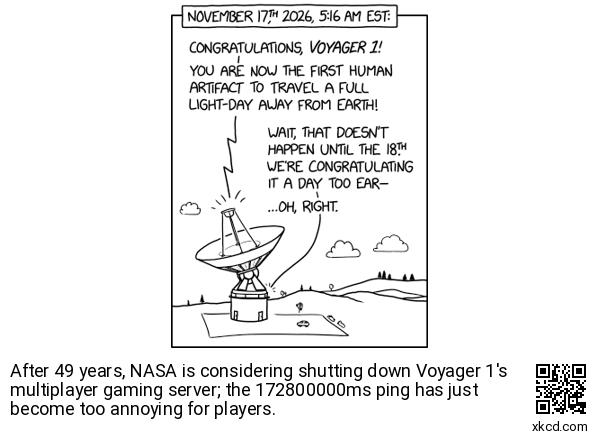 NOVEMBER 17TH 2026, 5:16 AM EST:
CONGRATULATIONS, VOYAGER 1!
YOU ARE NOW THE FIRST HUMAN
ARTIFACT TO TRAVEL A FULL
LIGHT-DAY AWAY FROM EARTH!
WAIT, THAT DOESN'T
HAPPEN UNTIL THE 18TH
WE'RE CONGRATULATING
IT A DAY TOO EAR—
...OH, RIGHT.
After 49 years, NASA is considering shutting down Voyager 1's
multiplayer gaming server; the 172800000ms ping has just
become too annoying for players.
xkcd.com